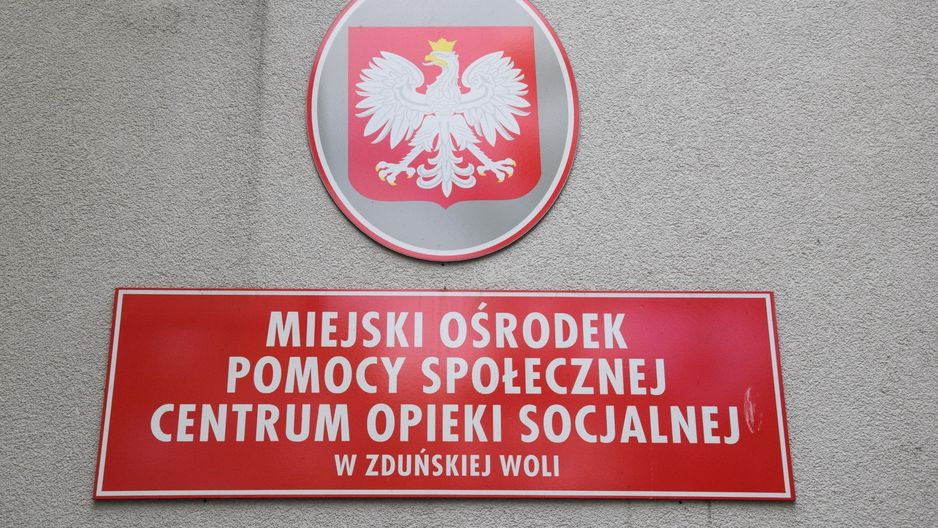 MIEJSKI OŚRODEK
POMOCY SPOŁECZNEJ
CENTRUM OPIEKI SOCJALNEJ
W ZDUŃSKIEJ WOLI